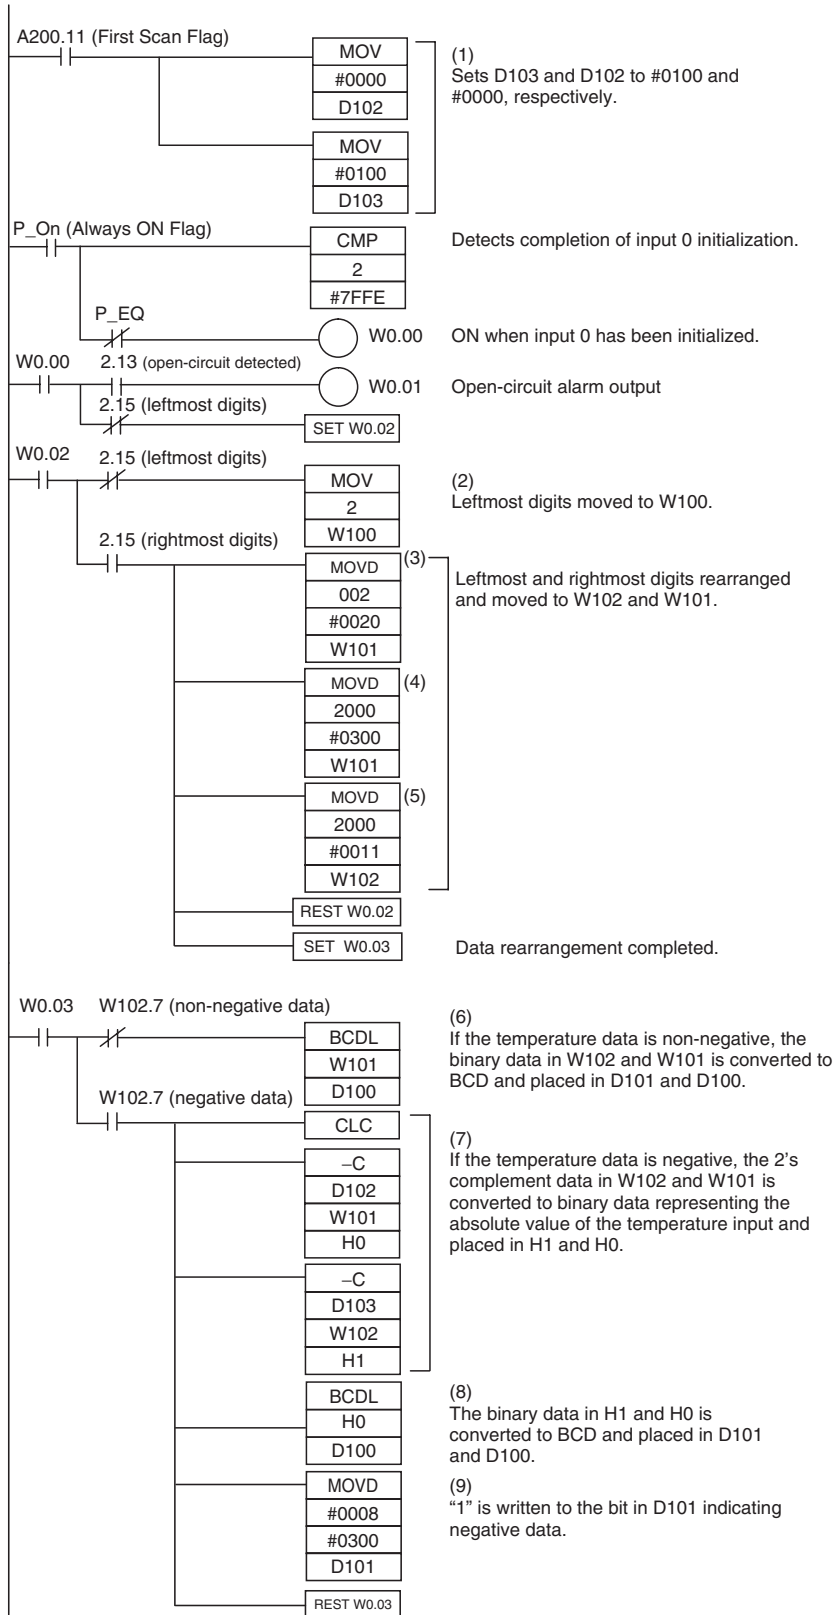 A200.11 (First Scan Flag)
MOV
#0000
D102
(1)
Sets D103 and D102 to #0100 and
#0000, respectively.
MOV
#0100
D103
P_On (Always ON Flag)
CMP
2
#7FFE
Detects completion of input 0 initialization.
P_EQ
W0.00
ON when input 0 has been initialized.
W0.00
2.13 (open-circuit detected)
W0.01
Open-circuit alarm output
2.15 (leftmost digits)
SET W0.02
W0.02
2.15 (leftmost digits)
MOV
2
W100
(2)
Leftmost digits moved to W100.
2.15 (rightmost digits)
MOVD
002
#0020
W101
(3)
Leftmost and rightmost digits rearranged
and moved to W102 and W101.
MOVD
2000
#0300
W101
(4)
MOVD
2000
#0011
W102
(5)
REST W0.02
SET W0.03
Data rearrangement completed.
W0.03
W102.7 (non-negative data)
BCDL
W101
D100
(6)
If the temperature data is non-negative, the
binary data in W102 and W101 is converted to
BCD and placed in D101 and D100.
W102.7 (negative data)
CLC
–C
D102
W101
H0
(7)
If the temperature data is negative, the 2's
complement data in W102 and W101 is
converted to binary data representing the
absolute value of the temperature input and
placed in H1 and H0.
–C
D103
W102
H1
BCDL
H0
D100
(8)
The binary data in H1 and H0 is
converted to BCD and placed in D101
and D100.
MOVD
#0008
#0300
D101
(9)
“1” is written to the bit in D101 indicating
negative data.
REST W0.03